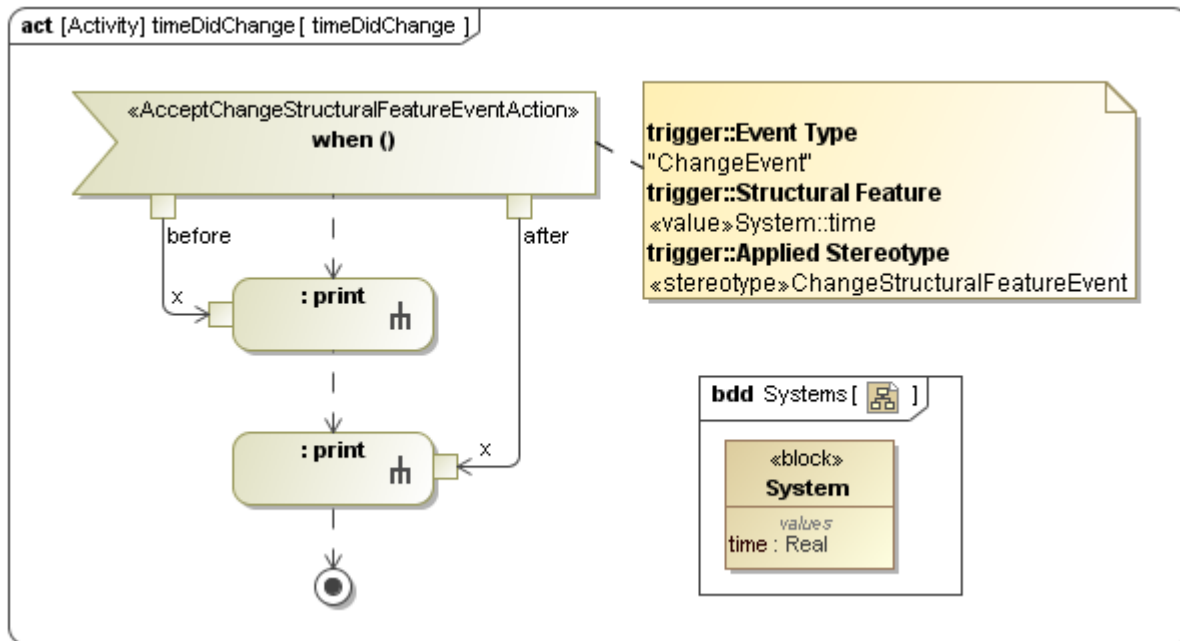 act [Activity] timeDidChange [ timeDidChange ]
«AcceptChangeStructuralFeatureEventAction»
when ()
before
after
x
: print
: print
x
trigger::Event Type
"ChangeEvent"
trigger::Structural Feature
«value»System::time
trigger::Applied Stereotype
«stereotype»ChangeStructuralFeatureEvent
bdd Systems [ ]
«block»
System
values
time : Real